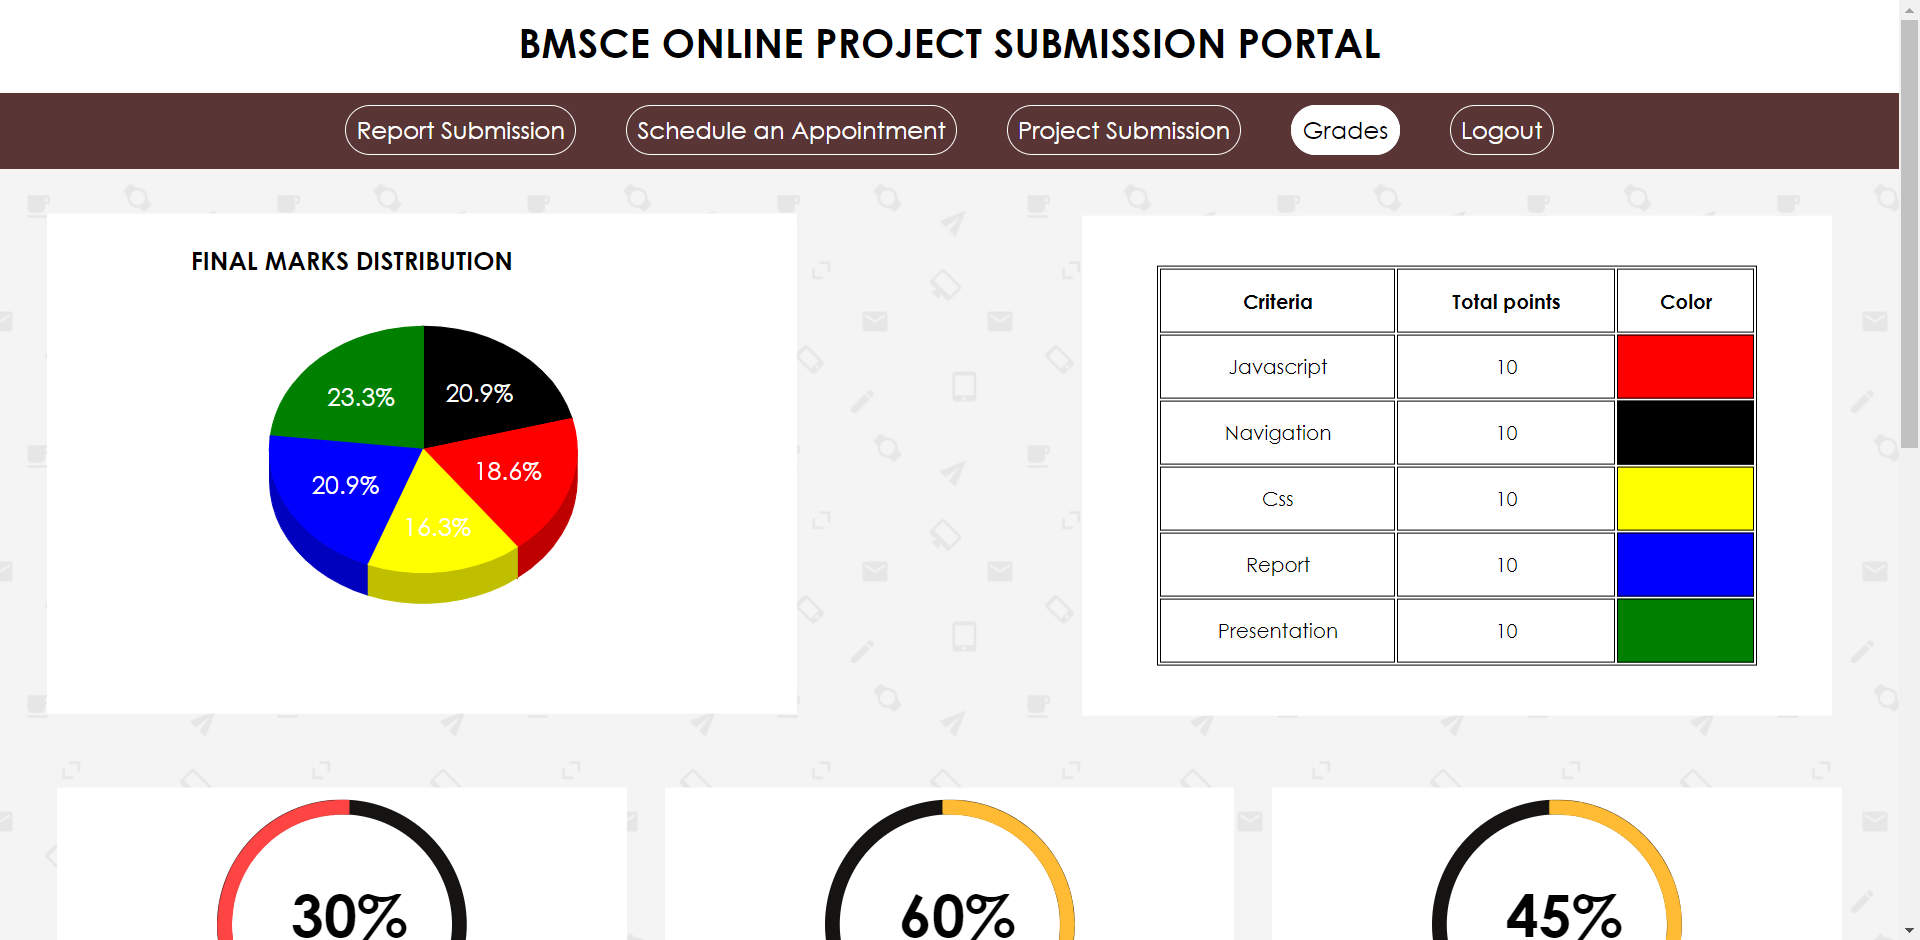 BMSCE ONLINE PROJECT SUBMISSION PORTAL
Report Submission Schedule an Appointment Project Submission Grades Logout
FINAL MARKS DISTRIBUTION
23.3% 20.9%
18.6%
20.9%
16.3%
Criteria Total points Color
Javascript 10
Navigation 10
Css 10
Report 10
Presentation 10
30% 60% 45%